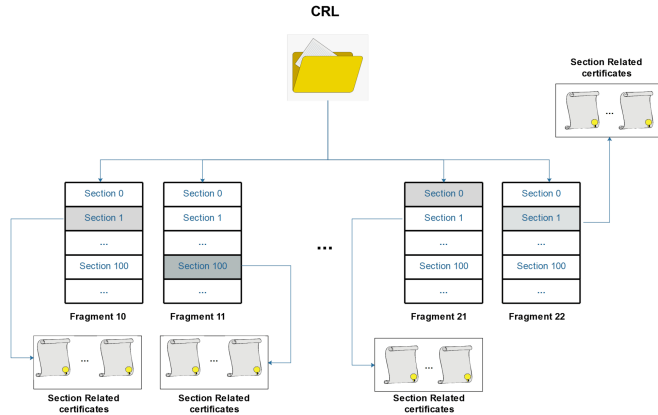 CRL
Section Related
certificates
...
Section 0
Section 1
...
Section 100
...
Fragment 10
Section 0
Section 1
...
Section 100
...
Fragment 11
...
Section 0
Section 1
...
Section 100
...
Fragment 21
Section 0
Section 1
...
Section 100
...
Fragment 22
...
Section Related
certificates
...
Section Related
certificates
...
Section Related
certificates